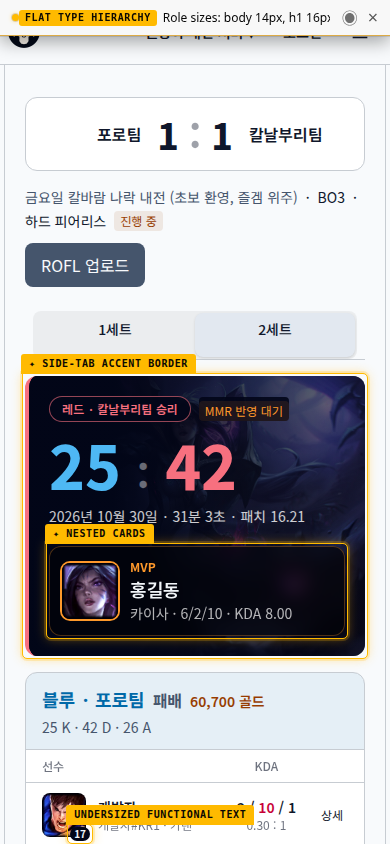 FLAT TYPE HIERARCHY Role sizes: body 14px, h1 16px
포로팀 1 : 1 칼날부리팀
금요일 칼바람 나락 내전 (초보 환영, 즐겜 위주) · BO3 ·
하드 피어리스 진행 중
ROFL 업로드
1세트 2세트
✦ SIDE-TAB ACCENT BORDER
레드 · 칼날부리팀 승리 MMR 반영 대기
25 : 42
2026년 10월 30일 · 31분 3초 · 패치 16.21
✦ NESTED CARDS
MVP
홍길동
카이사 · 6/2/10 · KDA 8.00
블루 · 포로팀 패배 60,700 골드
25 K · 42 D · 26 A
선수 KDA
UNDERSIZED FUNCTIONAL TEXT
/ 10 / 1 상세
0.30 : 1
17